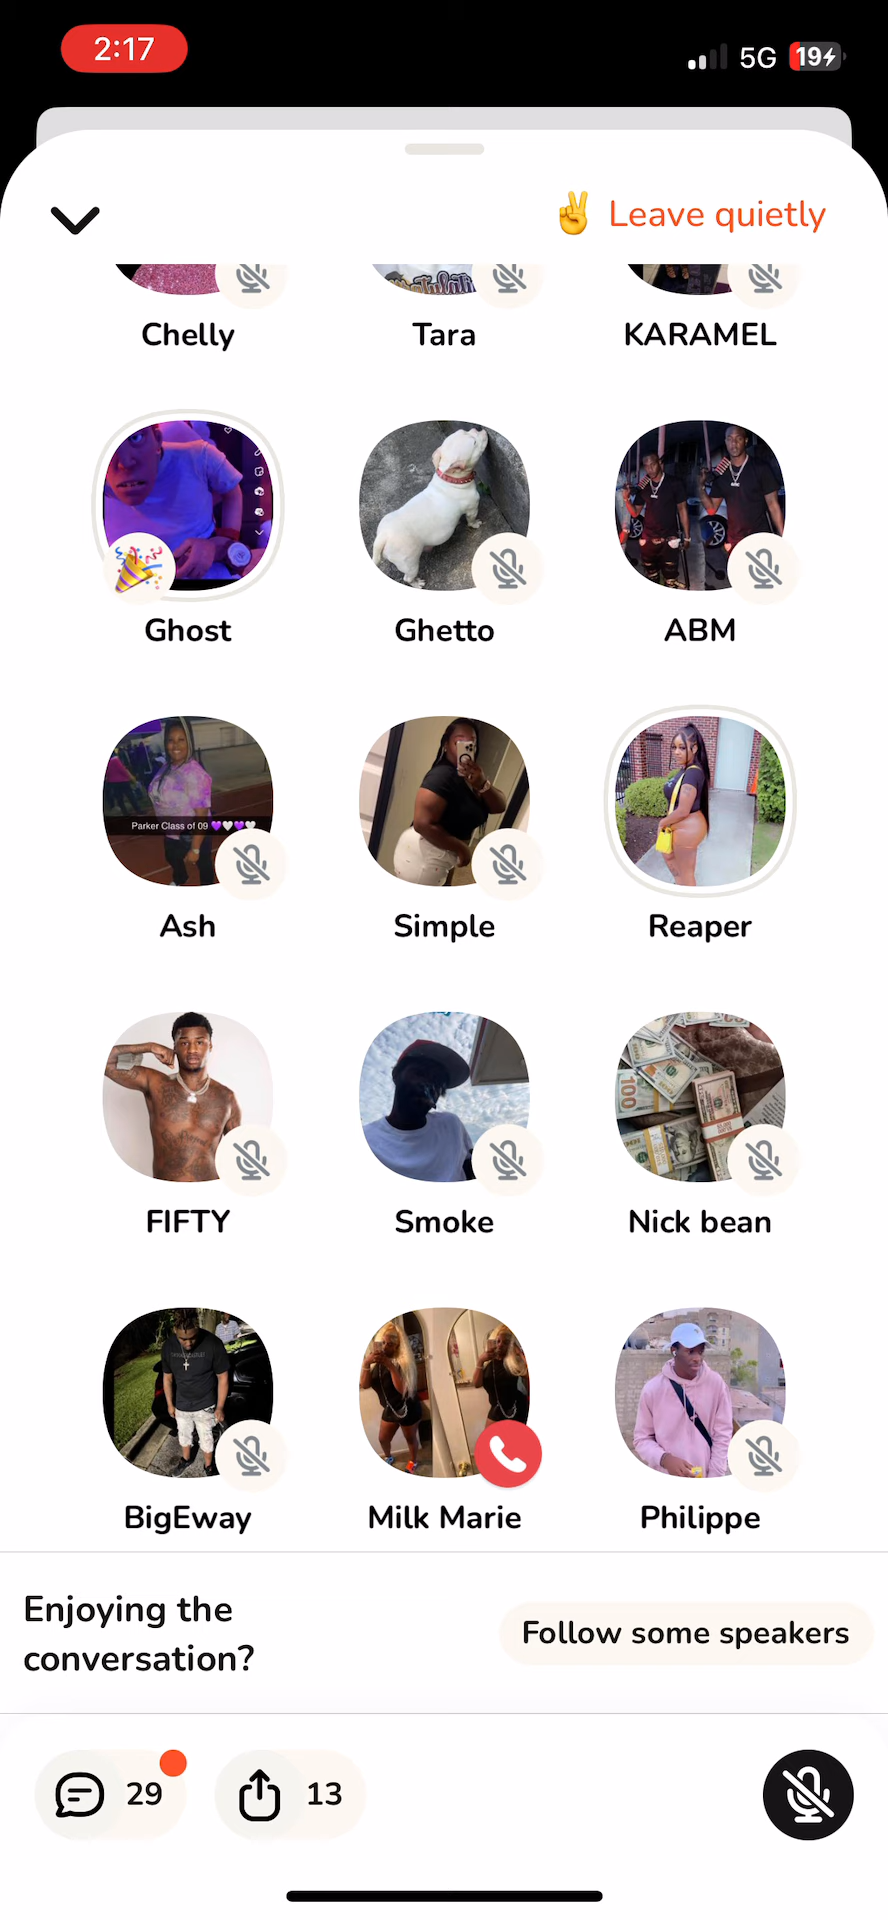 2:17
5G
19
✌️ Leave quietly
Chelly
Tara
KARAMEL
Ghost
Ghetto
ABM
Parker Class of 09 💜🤍💜🤍
Ash
Simple
Reaper
100
FIFTY
Smoke
Nick bean
BigEway
Milk Marie
Philippe
Enjoying the
conversation?
Follow some speakers
29
13